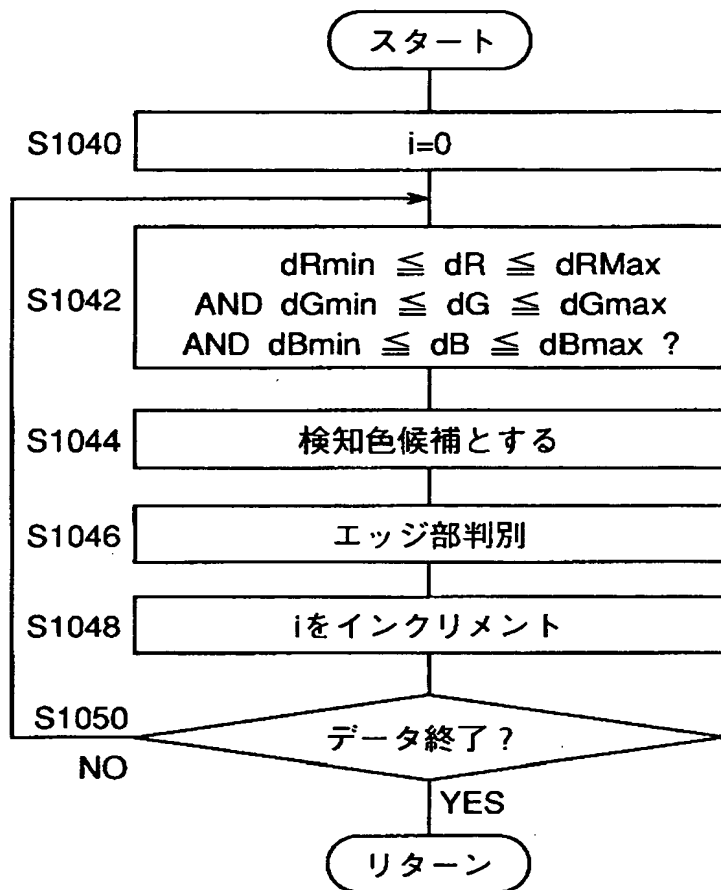 スタート
S1040
i=0
S1042
dRmin ≦ dR ≦ dRMax
AND dGmin ≦ dG ≦ dGmax
AND dBmin ≦ dB ≦ dBmax ?
S1044
検知色候補とする
S1046
エッジ部判別
S1048
iをインクリメント
S1050
データ終了?
NO
YES
リターン